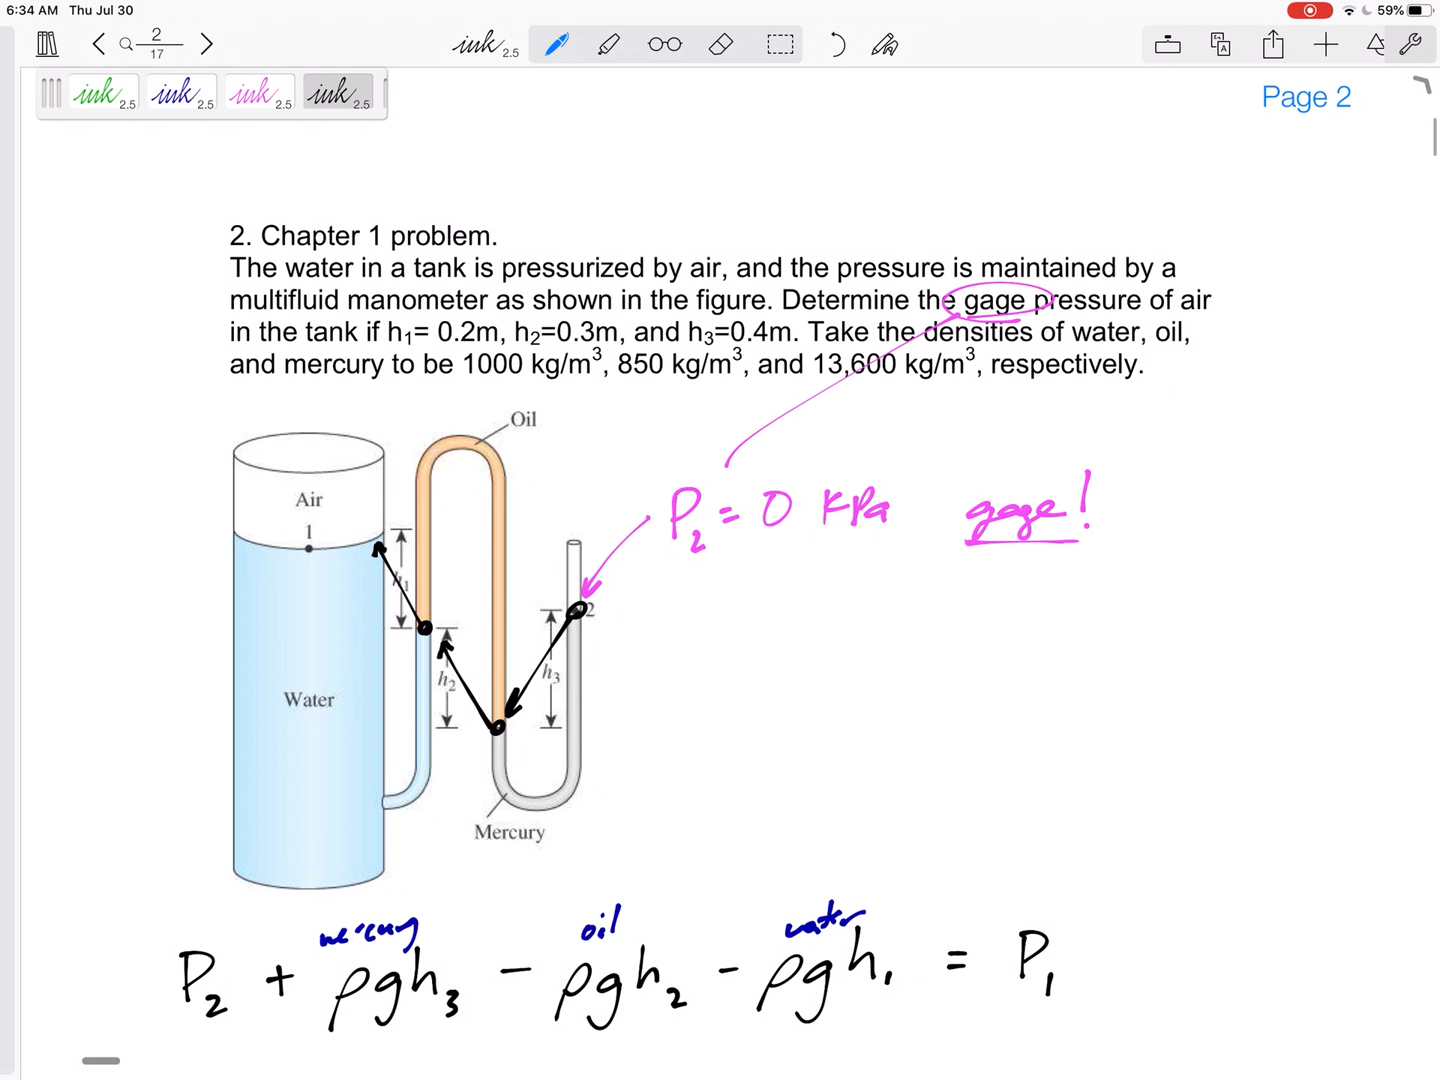 6:34 AM Thu Jul 30
59%
2
17
ink 2.5
ink 2.5
ink 2.5
ink 2.5
ink 2.5
Page 2
2. Chapter 1 problem.
The water in a tank is pressurized by air, and the pressure is maintained by a
multifluid manometer as shown in the figure. Determine the gage pressure of air
in the tank if h₁= 0.2m, h₂=0.3m, and h₃=0.4m. Take the densities of water, oil,
and mercury to be 1000 kg/m³, 850 kg/m³, and 13,600 kg/m³, respectively.
Oil
Air
1
h₁
P₂ = 0 kPa gage!
2
h₂
h₃
Water
Mercury
mercury oil water
P₂ + ρgh₃ - ρgh₂ - ρgh₁ = P₁